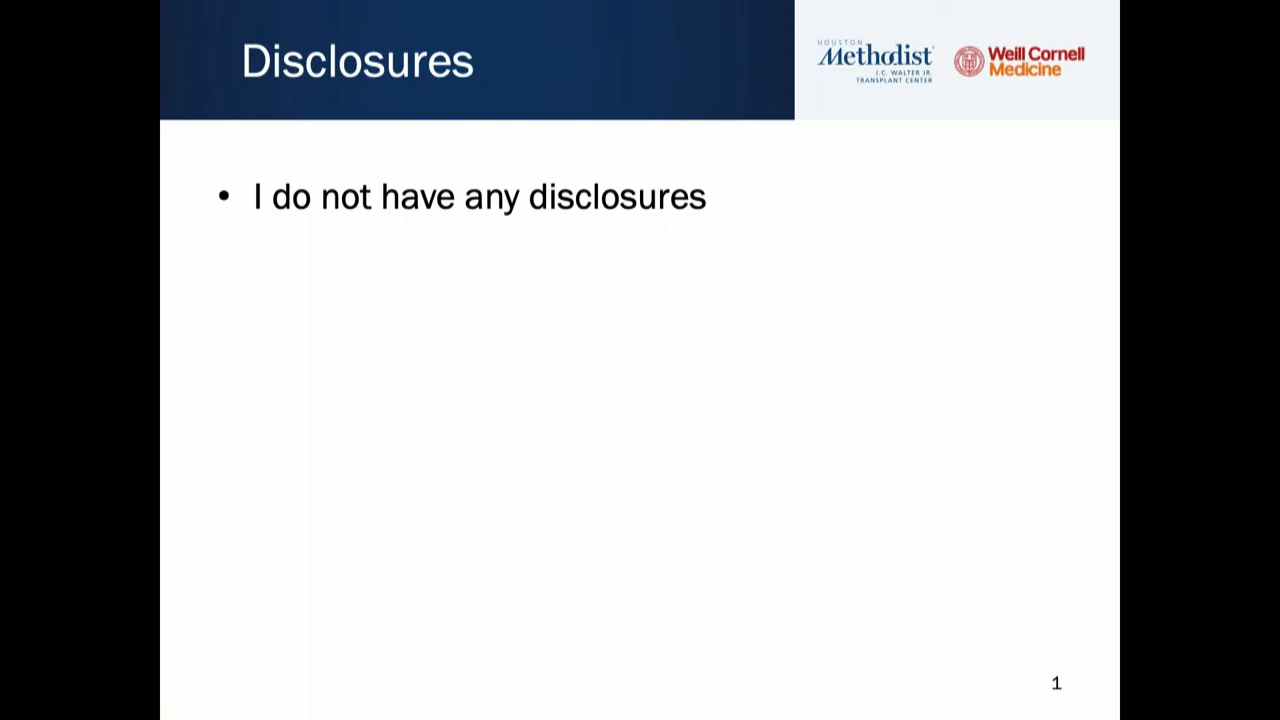 Disclosures
HOUSTON
Methodist
J.C. WALTER JR.
TRANSPLANT CENTER
Weill Cornell
Medicine
• I do not have any disclosures
1